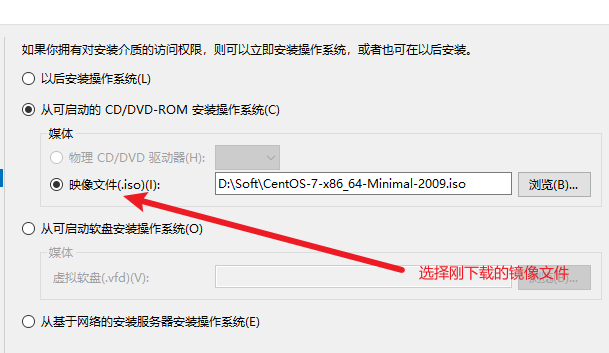 如果你拥有对安装介质的访问权限，则可以立即安装操作系统，或者也可在以后安装。
以后安装操作系统(L)
从可启动的 CD/DVD-ROM 安装操作系统(C)
媒体
物理 CD/DVD 驱动器(H):
映像文件(.iso)(I): D:\Soft\CentOS-7-x86_64-Minimal-2009.iso 浏览(B)...
从可启动软盘安装操作系统(O)
媒体
虚拟软盘(.vfd)(V):
选择刚下载的镜像文件
从基于网络的安装服务器安装操作系统(E)